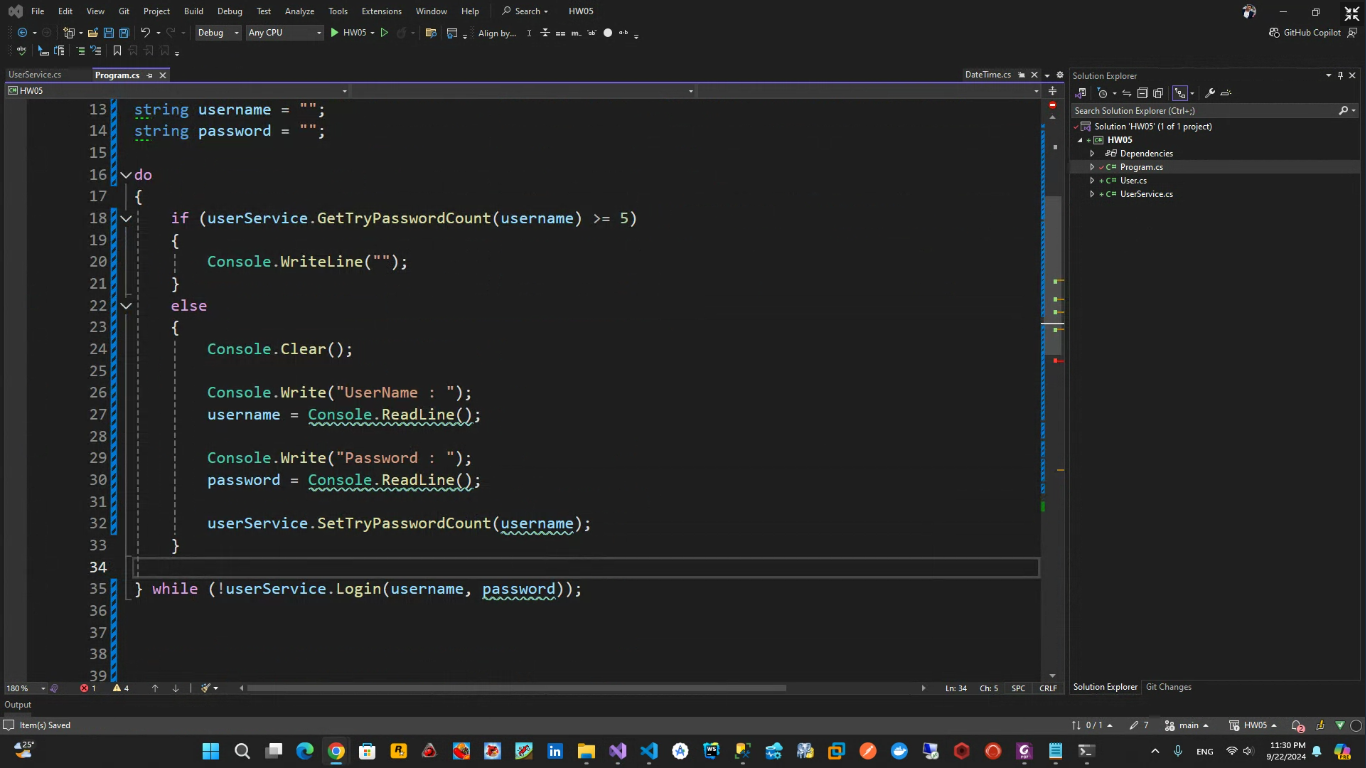 File Edit View Git Project Build Debug Test Analyze Tools Extensions Window Help Search HW05
Debug Any CPU HW05 Align by... GitHub Copilot
UserService.cs Program.cs DateTime.cs
HW05
13 string username = "";
14 string password = "";
15
16 do
17 {
18 if (userService.GetTryPasswordCount(username) >= 5)
19 {
20 Console.WriteLine("");
21 }
22 else
23 {
24 Console.Clear();
25
26 Console.Write("UserName : ");
27 username = Console.ReadLine();
28
29 Console.Write("Password : ");
30 password = Console.ReadLine();
31
32 userService.SetTryPasswordCount(username);
33 }
34
35 } while (!userService.Login(username, password));
36
37
38
39
180 % 1 4 Ln: 34 Ch: 5 SPC CRLF
Solution Explorer
Search Solution Explorer (Ctrl+;)
Solution 'HW05' (1 of 1 project)
HW05
Dependencies
C# Program.cs
C# User.cs
C# UserService.cs
Solution Explorer Git Changes
Output
Item(s) Saved 0 / 1 7 main HW05 2
25° ENG 11:30 PM
9/22/2024